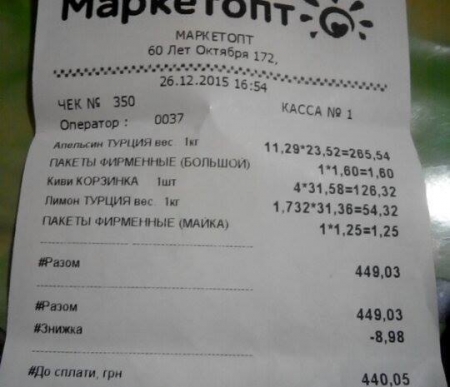 Маркетопт
МАРКЕТОПТ
60 Лет Октября 172,
26.12.2015 16:54
ЧЕК № 350 КАССА № 1
Оператор : 0037
Апельсин ТУРЦИЯ вес. 1кг 11,29*23,52=265,54
ПАКЕТЫ ФИРМЕННЫЕ (БОЛЬШОЙ) 1*1,60=1,60
Киви КОРЗИНКА 1шт 4*31,58=126,32
Лимон ТУРЦИЯ вес. 1кг 1,732*31,36=54,32
ПАКЕТЫ ФИРМЕННЫЕ (МАЙКА) 1*1,25=1,25
#Разом 449,03
#Разом 449,03
#Знижка -8,98
#До сплати, грн 440,05